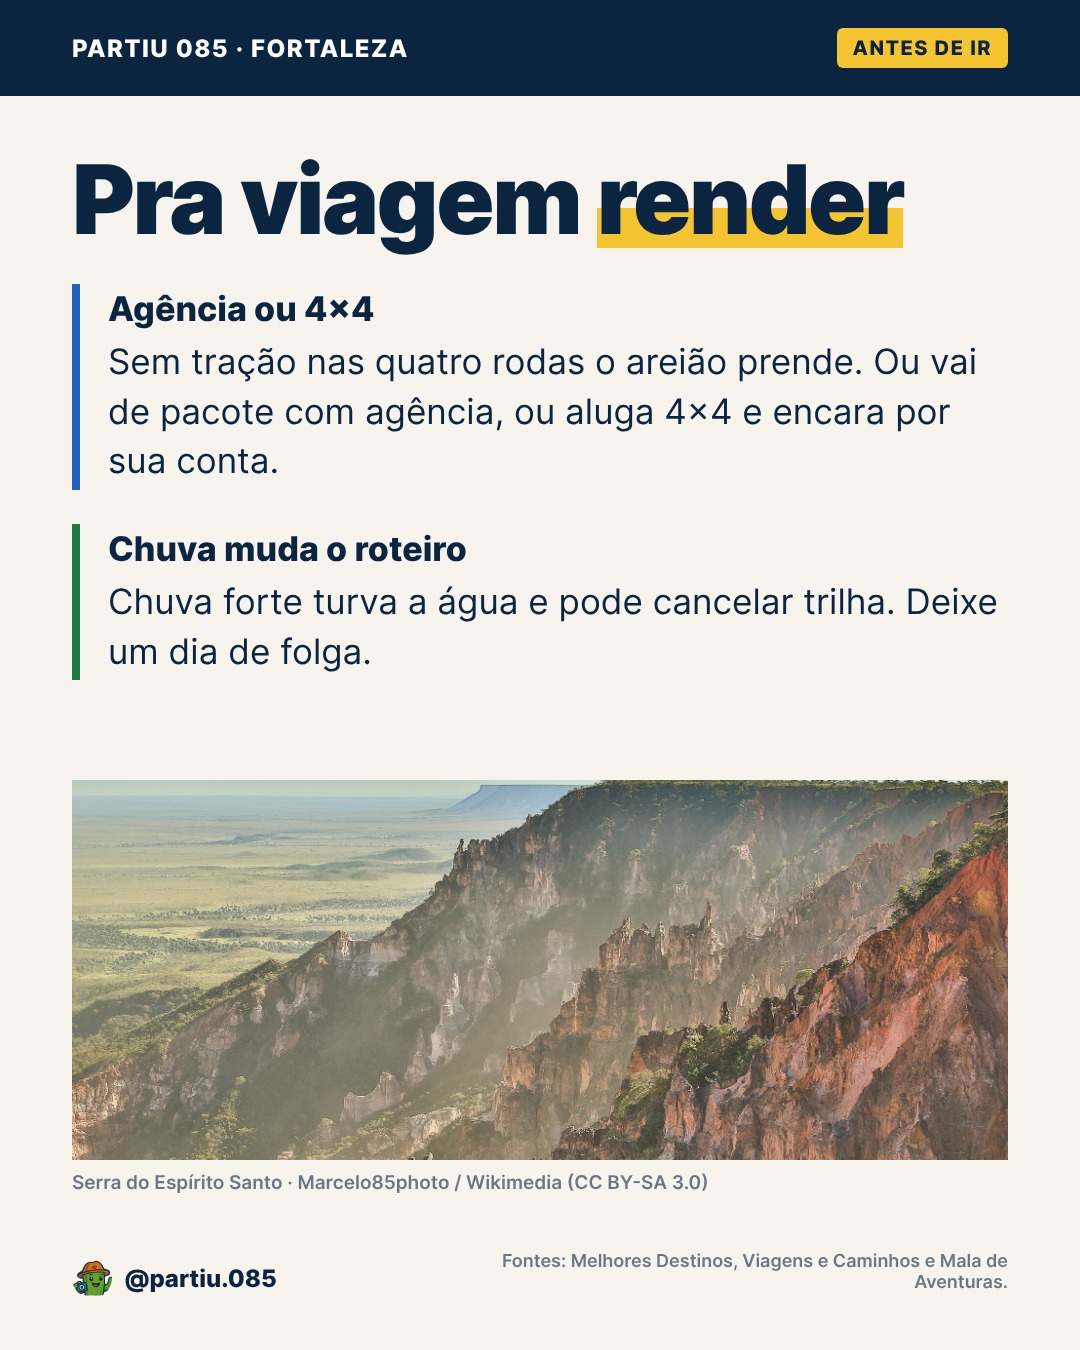 PARTIU 085 · FORTALEZA
ANTES DE IR
Pra viagem render
Agência ou 4×4
Sem tração nas quatro rodas o areião prende. Ou vai
de pacote com agência, ou aluga 4×4 e encara por
sua conta.
Chuva muda o roteiro
Chuva forte turva a água e pode cancelar trilha. Deixe
um dia de folga.
Serra do Espírito Santo · Marcelo85photo / Wikimedia (CC BY-SA 3.0)
@partiu.085
Fontes: Melhores Destinos, Viagens e Caminhos e Mala de
Aventuras.